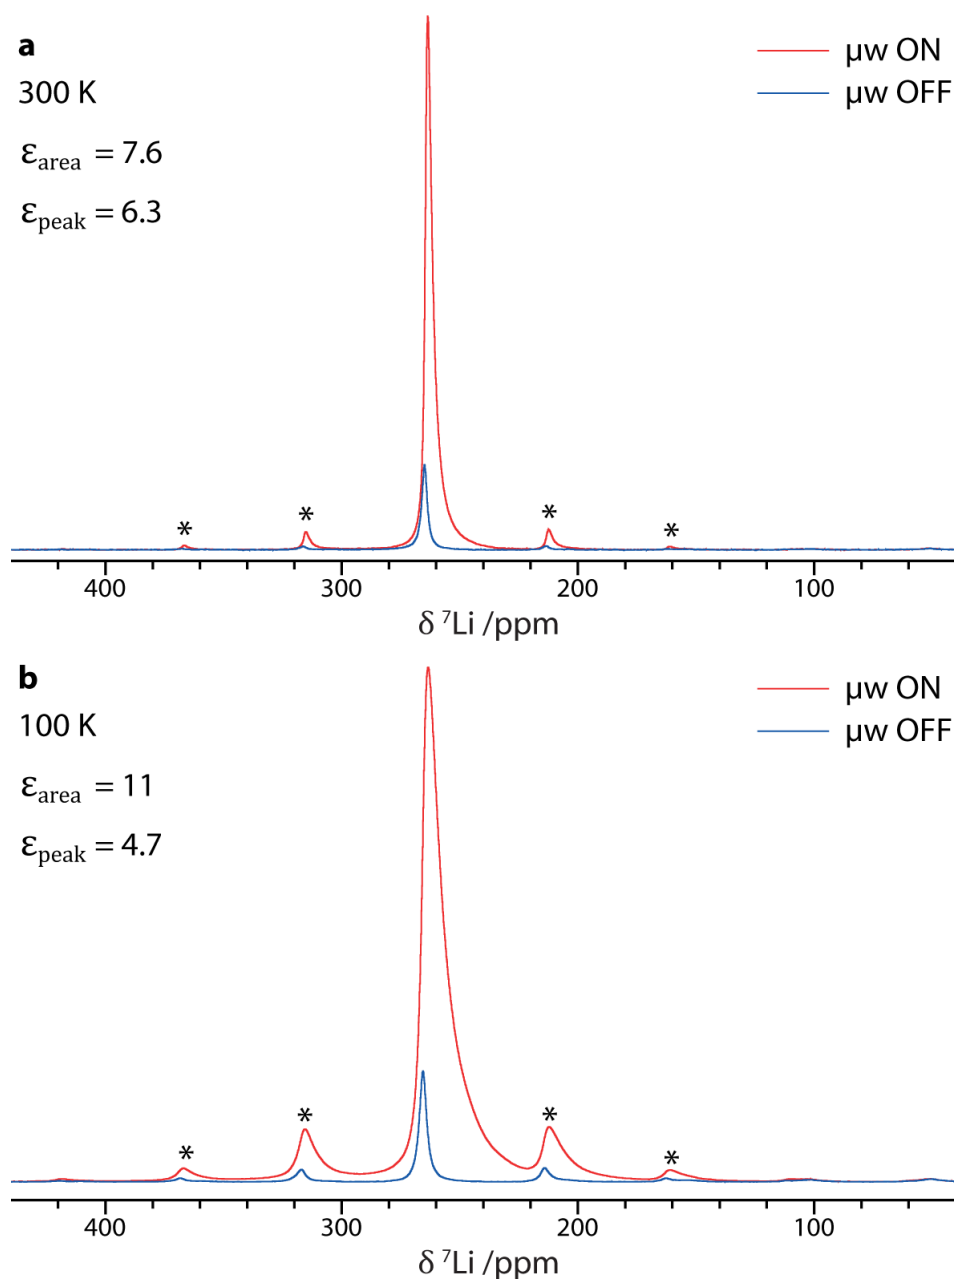 a
300 K
εarea = 7.6
εpeak = 6.3
μw ON
μw OFF
* * * *
400 300 200 100
δ ⁷Li /ppm
b
100 K
εarea = 11
εpeak = 4.7
μw ON
μw OFF
* * * *
400 300 200 100
δ ⁷Li /ppm